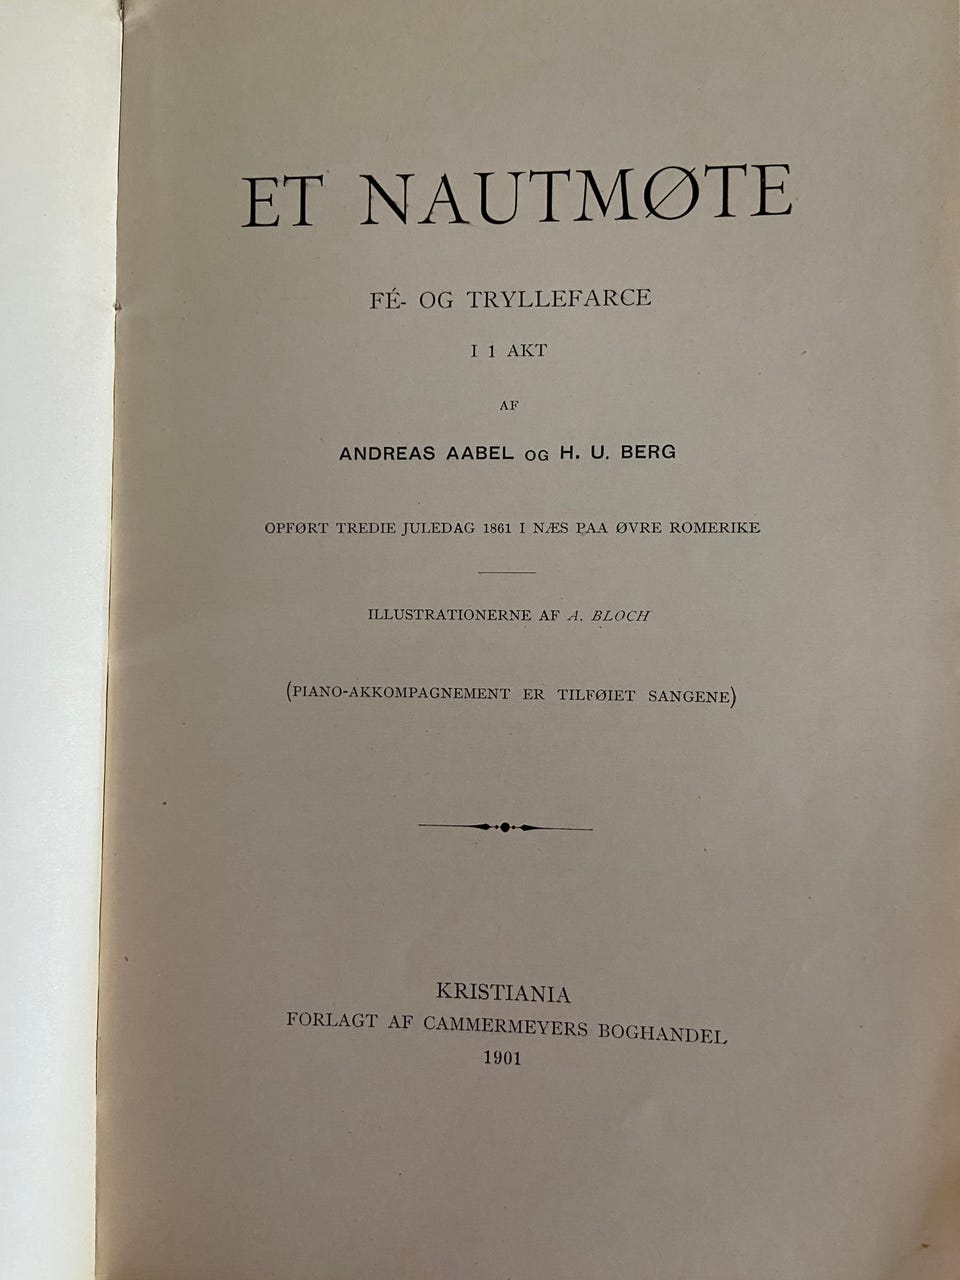 ET NAUTMØTE
FÉ- OG TRYLLEFARCE
I 1 AKT
AF
ANDREAS AABEL OG H. U. BERG
OPFØRT TREDIE JULEDAG 1861 I NÆS PAA ØVRE ROMERIKE
ILLUSTRATIONERNE AF A. BLOCH
(PIANO-AKKOMPAGNEMENT ER TILFØIET SANGENE)
KRISTIANIA
FORLAGT AF CAMMERMEYERS BOGHANDEL
1901